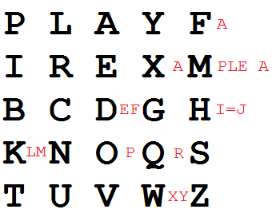 P L A Y F A
I R E X A M PLE A
B C D EF G H I=J
K LM N O P Q R S
T U V W XY Z